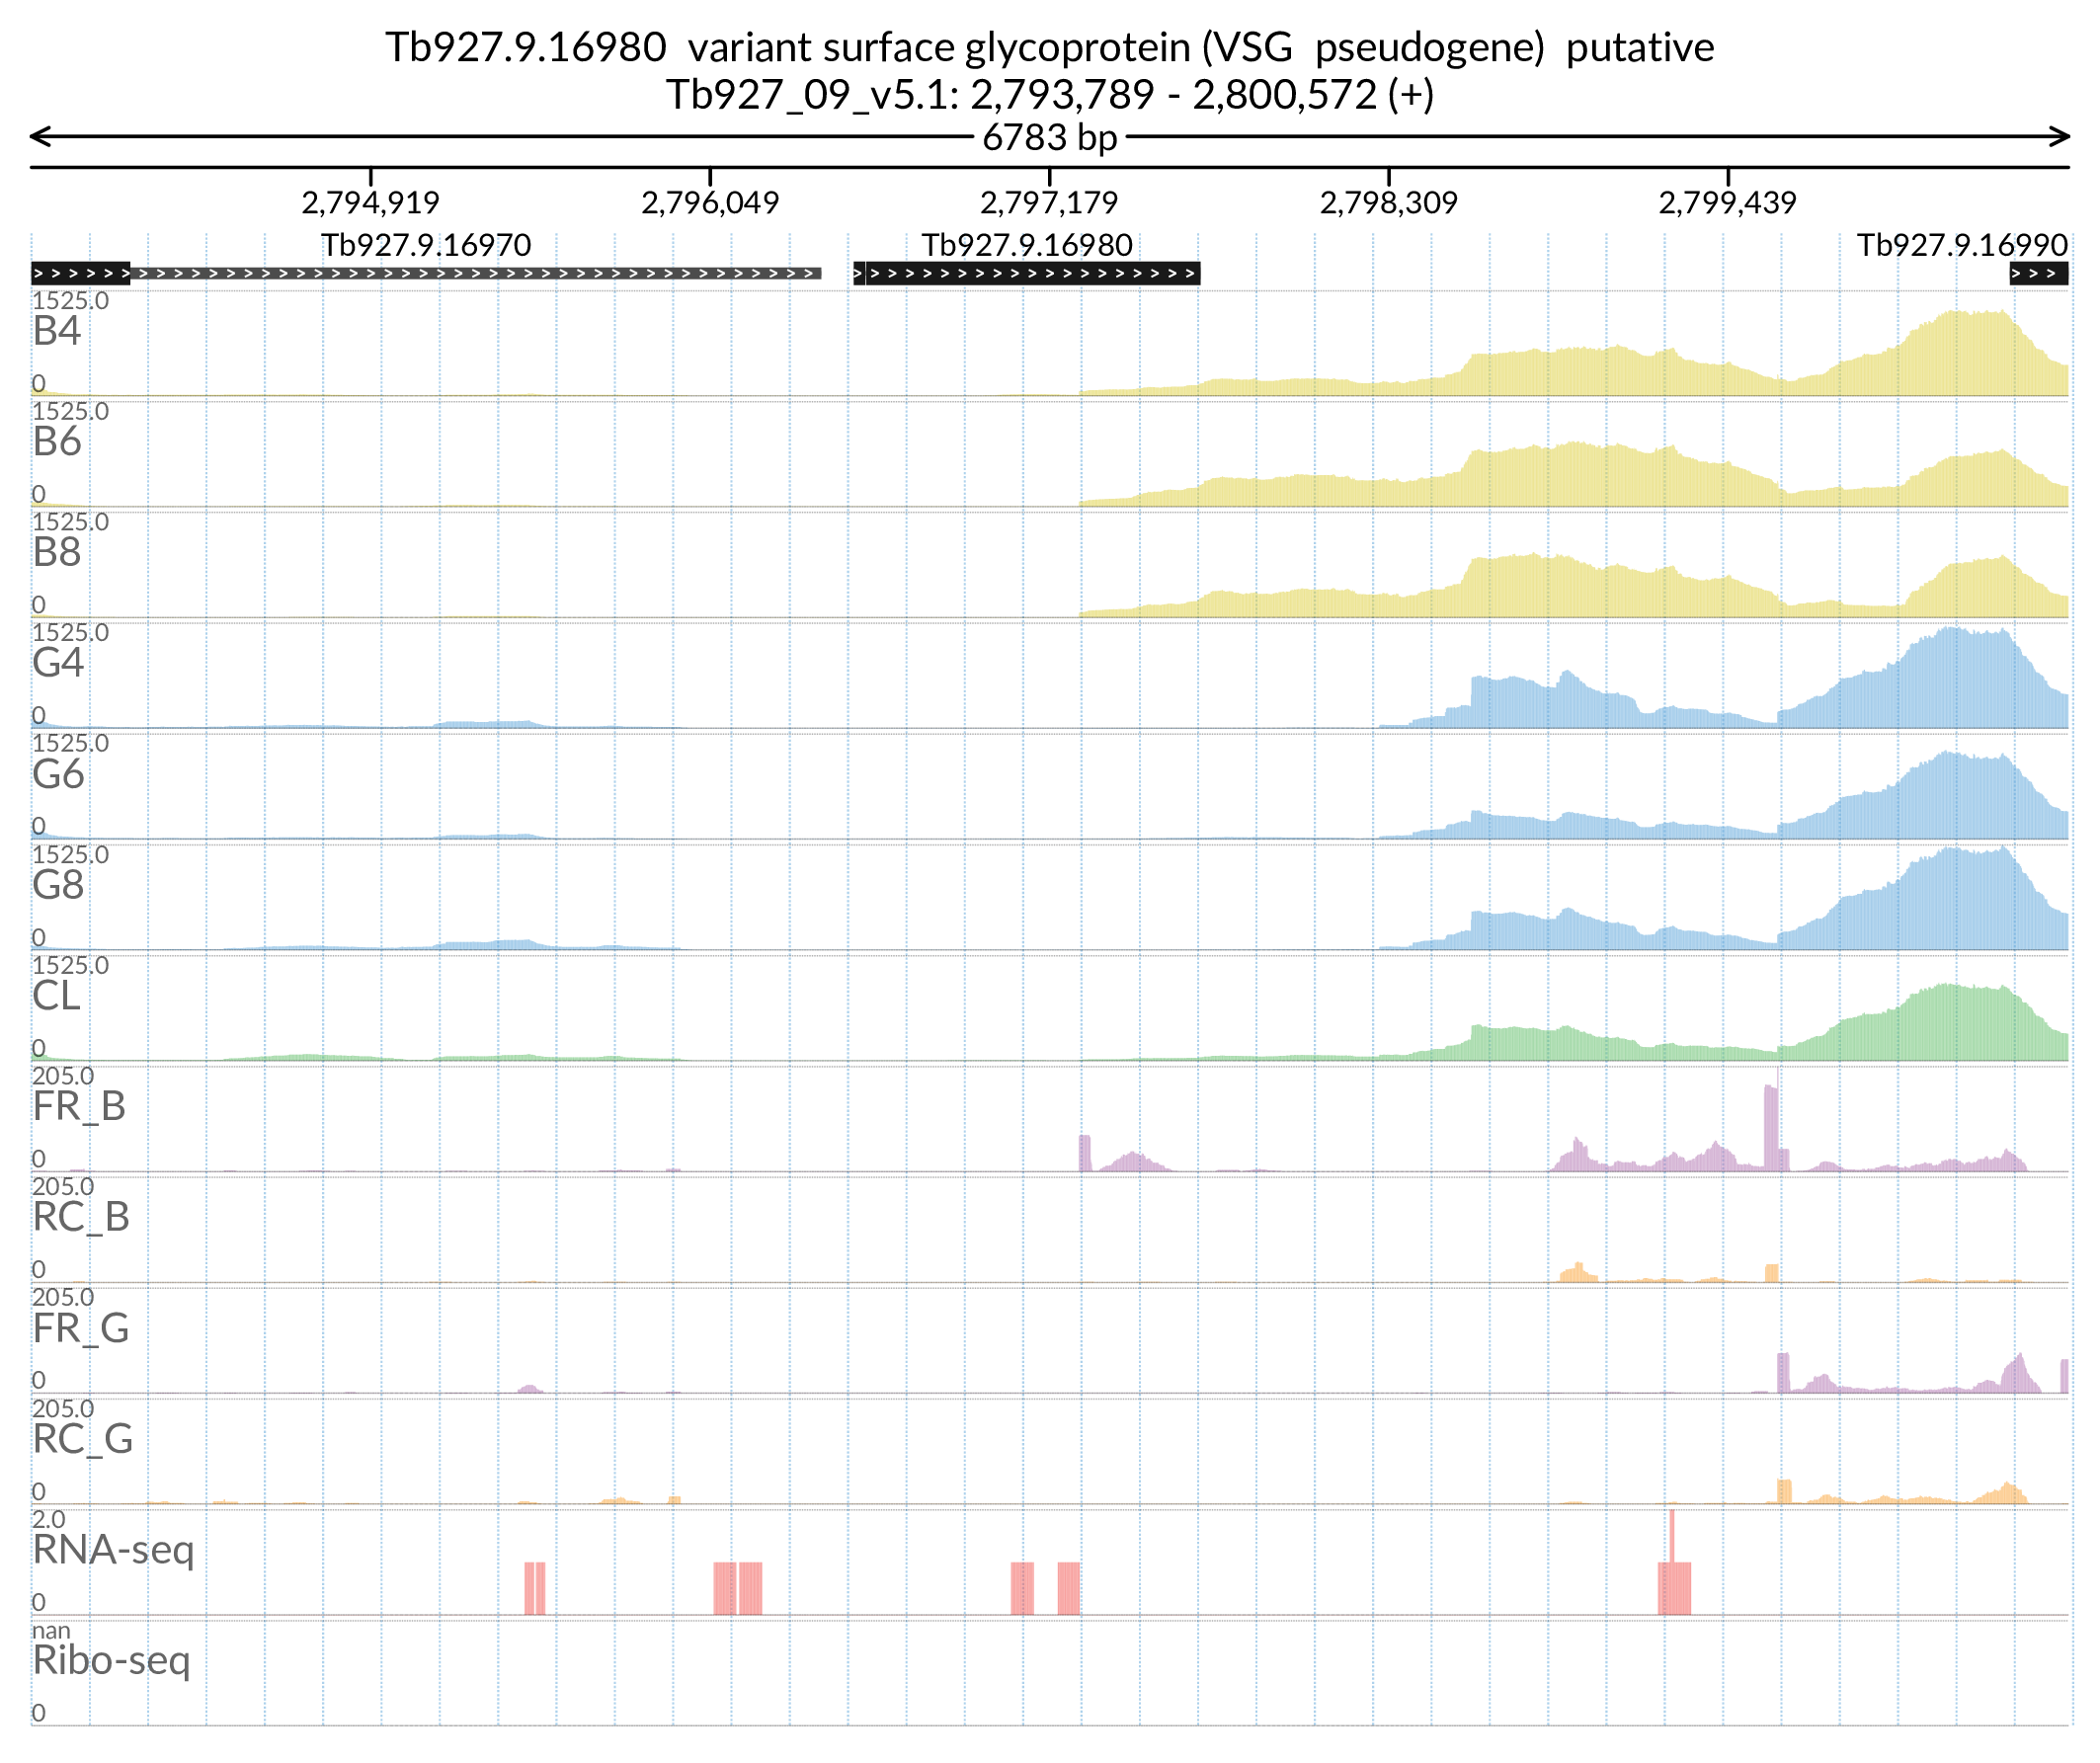 Tb927.9.16980  variant surface glycoprotein (VSG  pseudogene)  putative
Tb927_09_v5.1: 2,793,789 - 2,800,572 (+)
6783 bp
2,794,919 2,796,049 2,797,179 2,798,309 2,799,439
Tb927.9.16970 Tb927.9.16980 Tb927.9.16990
1525.0
B4
0
1525.0
B6
0
1525.0
B8
0
1525.0
G4
0
1525.0
G6
0
1525.0
G8
0
1525.0
CL
0
205.0
FR_B
0
205.0
RC_B
0
205.0
FR_G
0
205.0
RC_G
0
2.0
RNA-seq
0
nan
Ribo-seq
0